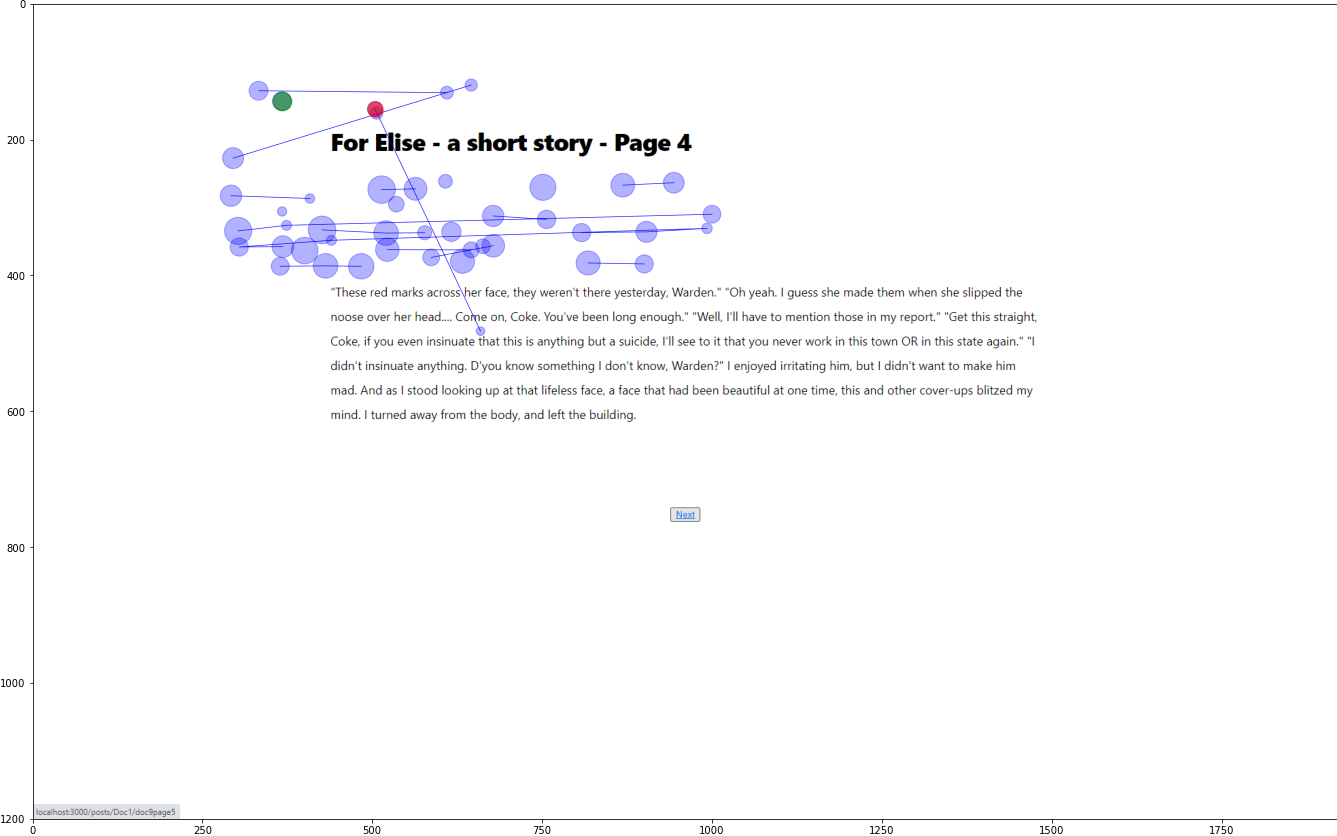 0
200
400
600
800
1000
1200
0
250
500
750
1000
1250
1500
1750
For Elise - a short story - Page 4
"These red marks across her face, they weren't there yesterday, Warden." "Oh yeah. I guess she made them when she slipped the
noose over her head.... Come on, Coke. You've been long enough." "Well, I'll have to mention those in my report." "Get this straight,
Coke, if you even insinuate that this is anything but a suicide, I'll see to it that you never work in this town OR in this state again." "I
didn't insinuate anything. D'you know something I don't know, Warden?" I enjoyed irritating him, but I didn't want to make him
mad. And as I stood looking up at that lifeless face, a face that had been beautiful at one time, this and other cover-ups blitzed my
mind. I turned away from the body, and left the building.
Next
localhost:3000/posts/Doc1/doc9page5